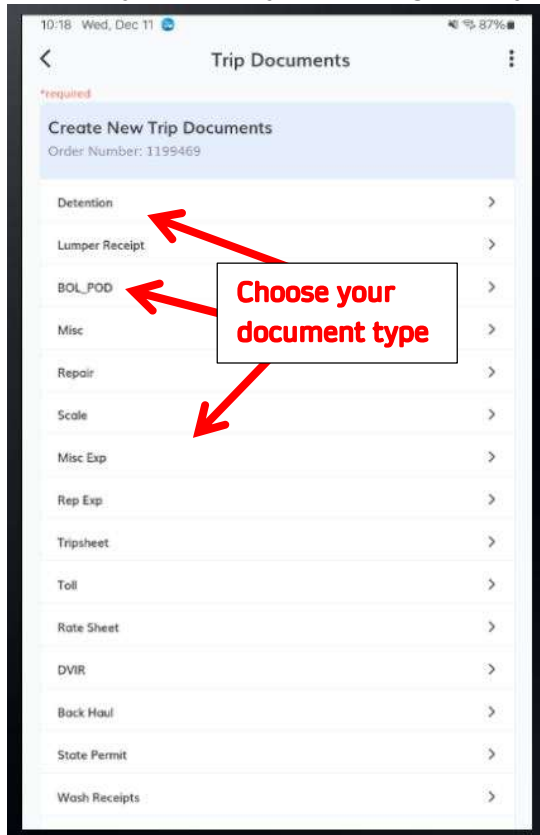 10:18 Wed, Dec 11
87%
Trip Documents
*required
Create New Trip Documents
Order Number: 1199469
Detention
Lumper Receipt
BOL_POD
Choose your
document type
Misc
Repair
Scale
Misc Exp
Rep Exp
Tripsheet
Toll
Rate Sheet
DVIR
Back Haul
State Permit
Wash Receipts